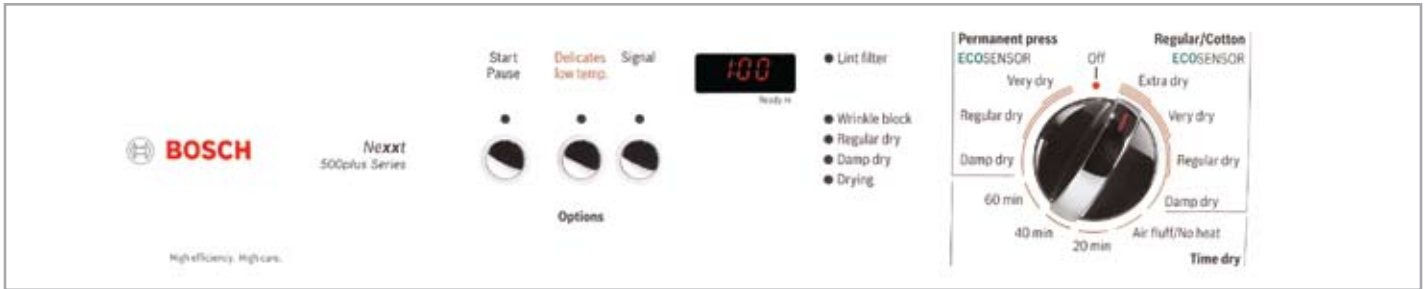 BOSCH
Nexxt
500plus Series
High efficiency. High care.
Start
Pause
Delicates
low temp.
Signal
Options
1:00
Ready in
Lint filter
Wrinkle block
Regular dry
Damp dry
Drying
Permanent press
ECOSENSOR
Off
Regular/Cotton
ECOSENSOR
Very dry
Extra dry
Regular dry
Very dry
Damp dry
Regular dry
60 min
Damp dry
40 min
20 min
Air fluff/No heat
Time dry